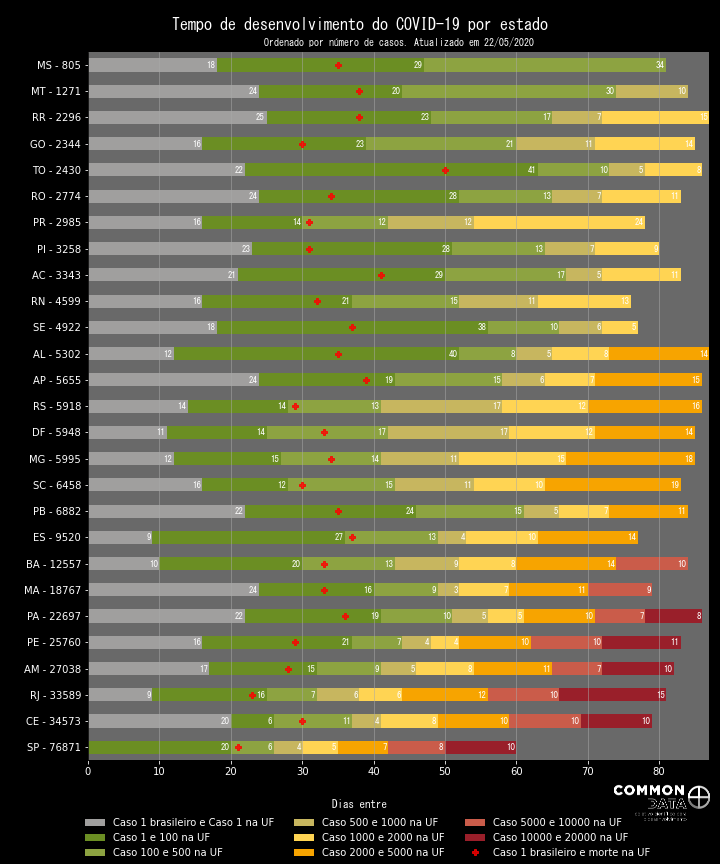 Tempo de desenvolvimento do COVID-19 por estado
Ordenado por número de casos. Atualizado em 22/05/2020
MS - 805 18 29 34
MT - 1271 24 20 30 10
RR - 2296 25 23 17 7 15
GO - 2344 16 23 21 11 14
TO - 2430 22 41 10 5 8
RO - 2774 24 28 13 7 11
PR - 2985 16 14 12 12 24
PI - 3258 23 28 13 7 9
AC - 3343 21 29 17 5 11
RN - 4599 16 21 15 11 13
SE - 4922 18 38 10 6 5
AL - 5302 12 40 8 5 8 14
AP - 5655 24 19 15 6 7 15
RS - 5918 14 14 13 17 12 16
DF - 5948 11 14 17 17 12 14
MG - 5995 12 15 14 11 15 18
SC - 6458 16 12 15 11 10 19
PB - 6882 22 24 15 5 7 11
ES - 9520 9 27 13 4 10 14
BA - 12557 10 20 13 9 8 14 10
MA - 18767 24 16 9 3 7 11 9
PA - 22697 22 19 10 5 5 10 7 8
PE - 25760 16 21 7 4 4 10 10 11
AM - 27038 17 15 9 5 8 11 7 10
RJ - 33589 9 16 7 6 6 12 10 15
CE - 34573 20 6 11 4 8 10 10 10
SP - 76871 20 6 4 5 7 8 10
0 10 20 30 40 50 60 70 80
Dias entre
Caso 1 brasileiro e Caso 1 na UF
Caso 1 e 100 na UF
Caso 100 e 500 na UF
Caso 500 e 1000 na UF
Caso 1000 e 2000 na UF
Caso 2000 e 5000 na UF
Caso 5000 e 10000 na UF
Caso 10000 e 20000 na UF
Caso 1 brasileiro e morte na UF
COMMON
DATA